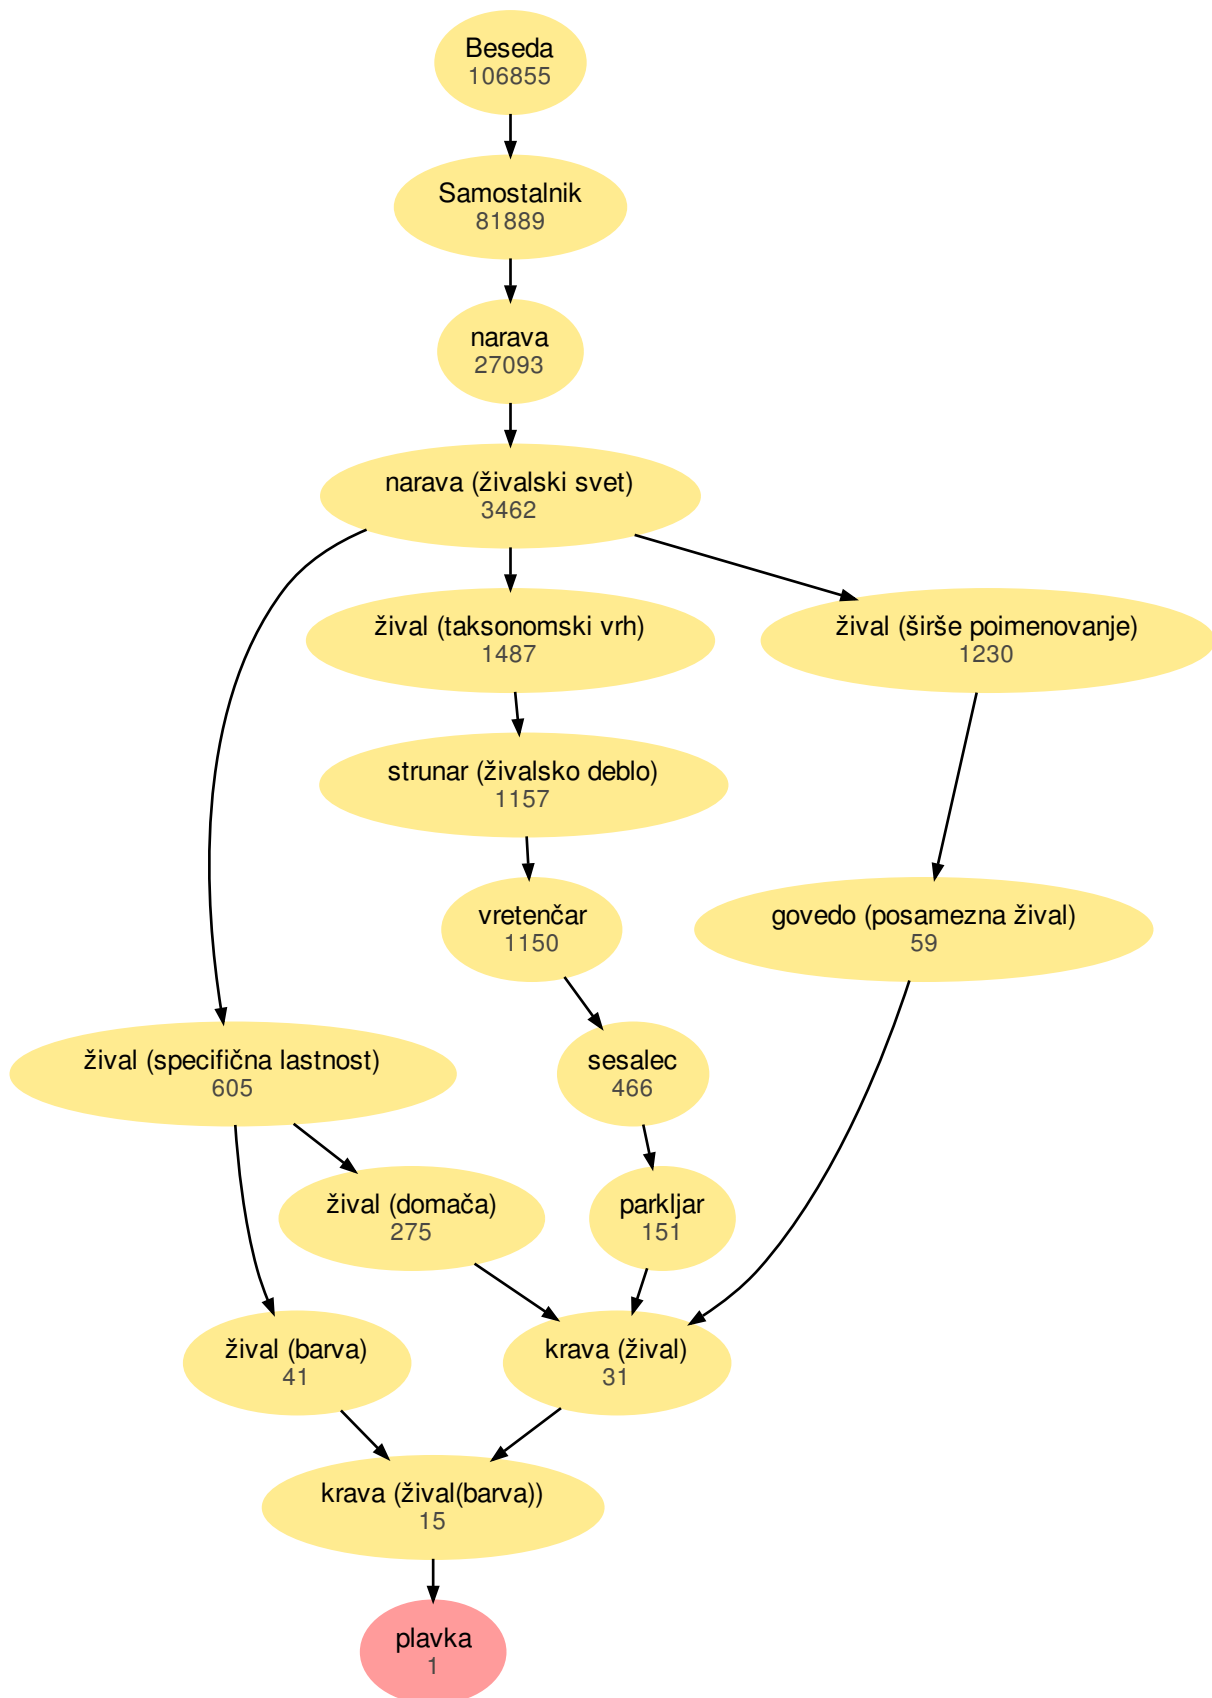 Beseda
106855
Samostalnik
81889
narava
27093
narava (živalski svet)
3462
žival (taksonomski vrh)
1487
žival (širše poimenovanje)
1230
strunar (živalsko deblo)
1157
vretenčar
1150
govedo (posamezna žival)
59
žival (specifična lastnost)
605
sesalec
466
žival (domača)
275
parkljar
151
žival (barva)
41
krava (žival)
31
krava (žival(barva))
15
plavka
1